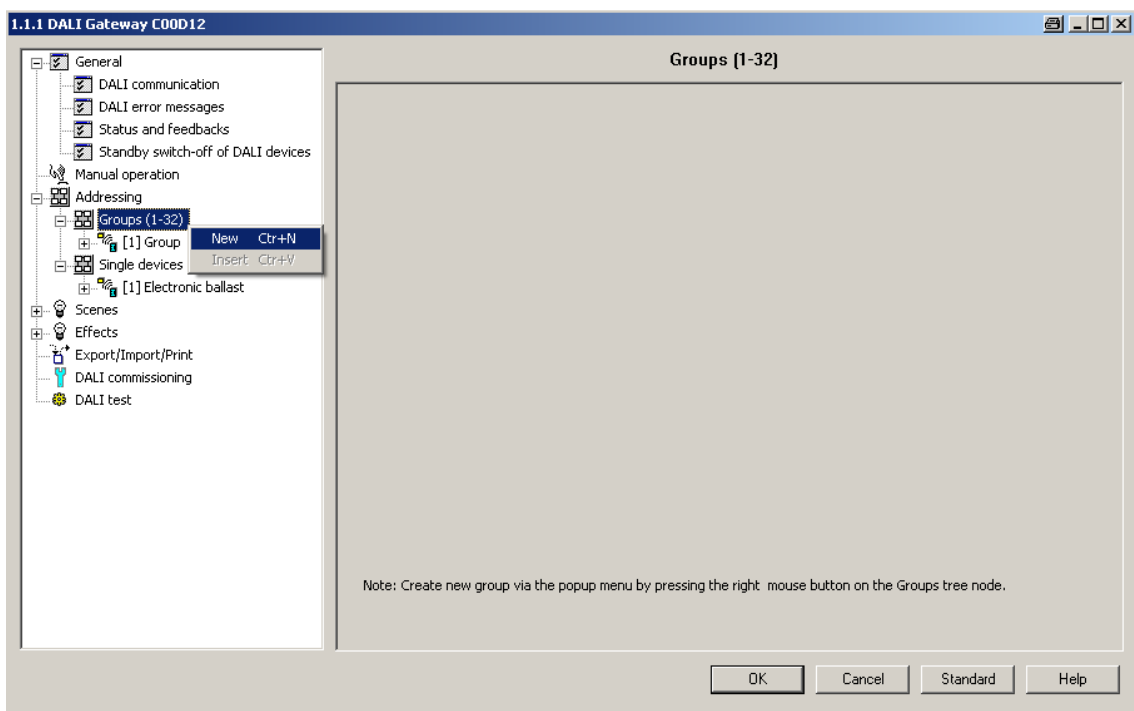 1.1.1 DALI Gateway C00D12
General
DALI communication
DALI error messages
Status and feedbacks
Standby switch-off of DALI devices
Manual operation
Addressing
Groups (1-32)
[1] Group
New Ctr+N
Insert Ctr+V
Single devices
[1] Electronic ballast
Scenes
Effects
Export/Import/Print
DALI commissioning
DALI test
Groups (1-32)
Note: Create new group via the popup menu by pressing the right mouse button on the Groups tree node.
OK
Cancel
Standard
Help